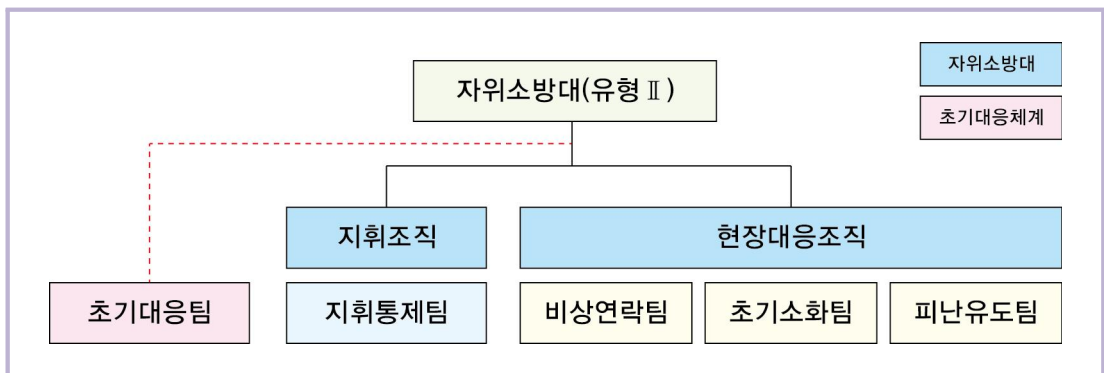 자위소방대
자위소방대(유형 Ⅱ)
초기대응체계
지휘조직
현장대응조직
초기대응팀
지휘통제팀
비상연락팀
초기소화팀
피난유도팀